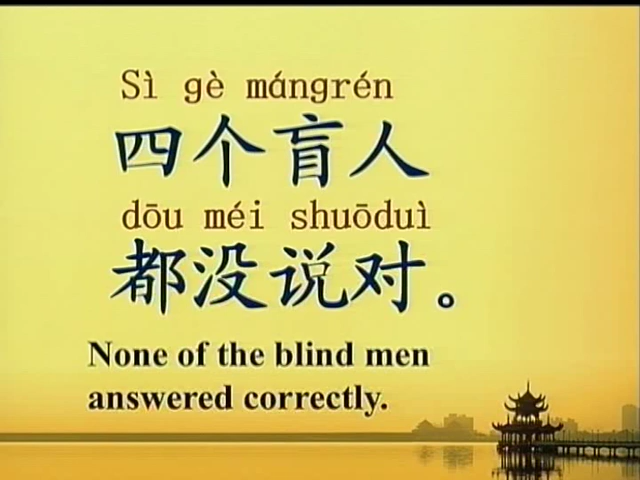 Sì gè mángrén
四个盲人
dōu méi shuōduì
都没说对。
None of the blind men
answered correctly.